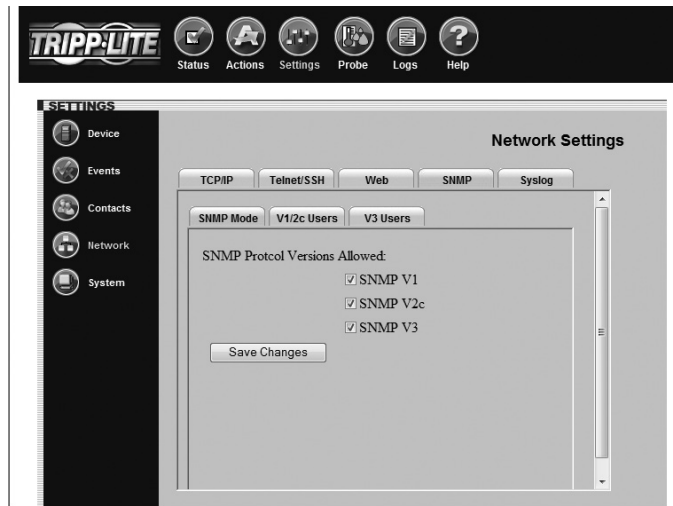 TRIPP·LITE
Status Actions Settings Probe Logs Help
SETTINGS
Device
Events
Contacts
Network
System
Network Settings
TCP/IP Telnet/SSH Web SNMP Syslog
SNMP Mode V1/2c Users V3 Users
SNMP Protcol Versions Allowed:
SNMP V1
SNMP V2c
SNMP V3
Save Changes